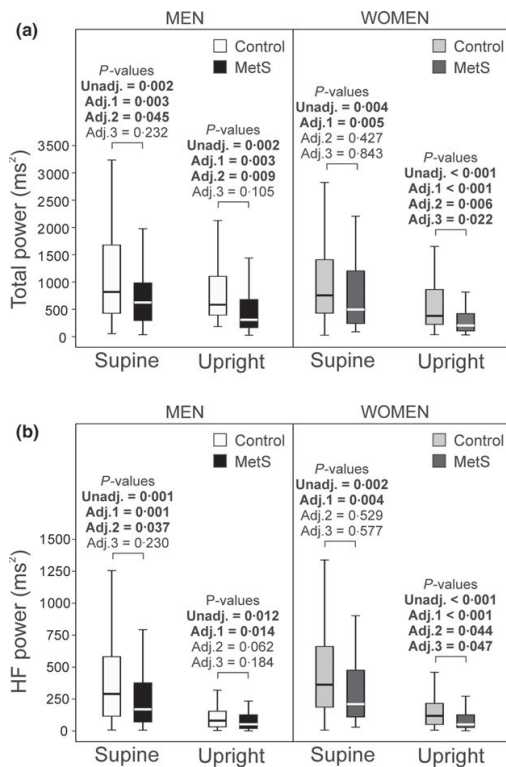 (a)
MEN
WOMEN
Control
MetS
Control
MetS
P-values
Unadj. = 0·002
Adj.1 = 0·003
Adj.2 = 0·045
Adj.3 = 0·232
P-values
Unadj. = 0·002
Adj.1 = 0·003
Adj.2 = 0·009
Adj.3 = 0·105
P-values
Unadj. = 0·004
Adj.1 = 0·005
Adj.2 = 0·427
Adj.3 = 0·843
P-values
Unadj. < 0·001
Adj.1 < 0·001
Adj.2 = 0·006
Adj.3 = 0·022
Total power (ms²)
3500
3000
2500
2000
1500
1000
500
0
Supine
Upright
Supine
Upright
(b)
MEN
WOMEN
Control
MetS
Control
MetS
P-values
Unadj. = 0·001
Adj.1 = 0·001
Adj.2 = 0·037
Adj.3 = 0·230
P-values
Unadj. = 0·012
Adj.1 = 0·014
Adj.2 = 0·062
Adj.3 = 0·184
P-values
Unadj. = 0·002
Adj.1 = 0·004
Adj.2 = 0·529
Adj.3 = 0·577
P-values
Unadj. < 0·001
Adj.1 < 0·001
Adj.2 = 0·044
Adj.3 = 0·047
HF power (ms²)
1500
1250
1000
750
500
250
0
Supine
Upright
Supine
Upright